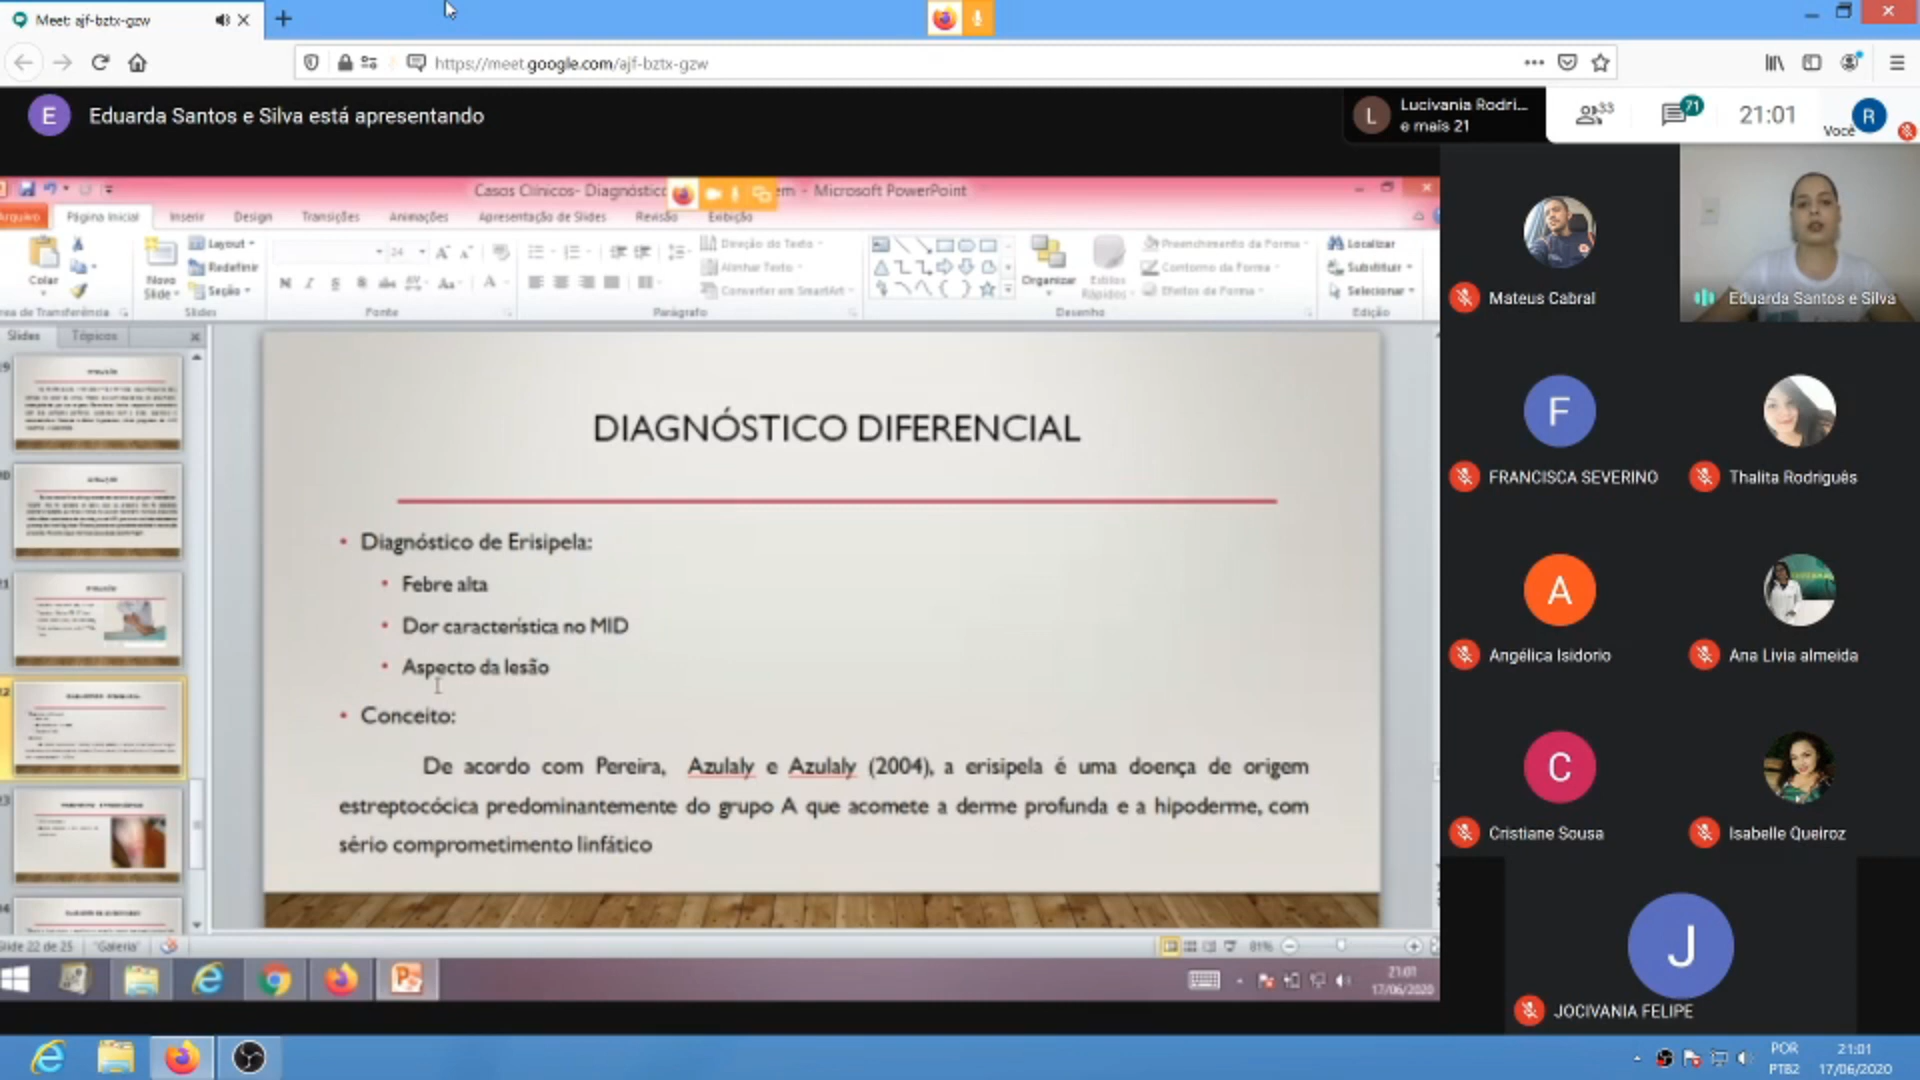 Meet: ajf-bztx-gzw
https://meet.google.com/ajf-bztx-gzw
E
Eduarda Santos e Silva está apresentando
L
Lucivania Rodri...
e mais 21
33
71
21:01
Você
R
Casos Clínicos- Diagnóstico
em - Microsoft PowerPoint
Arquivo
Página Inicial
Inserir
Design
Transições
Animações
Apresentação de Slides
Revisão
Exibição
Colar
Novo
Slide
Layout
Redefinir
Seção
24
Direção do Texto
Alinhar Texto
Converter em SmartArt
Organizar
Estilos
Rápidos
Preenchimento da Forma
Contorno da Forma
Efeitos de Forma
Localizar
Substituir
Selecionar
Slides
Fonte
Parágrafo
Desenho
Edição
Slides
Tópicos
DIAGNÓSTICO DIFERENCIAL
• Diagnóstico de Erisipela:
• Febre alta
• Dor característica no MID
• Aspecto da lesão
• Conceito:
De acordo com Pereira, Azulaly e Azulaly (2004), a erisipela é uma doença de origem
estreptocócica predominantemente do grupo A que acomete a derme profunda e a hipoderme, com
sério comprometimento linfático
Slide 22 de 25
"Galeria"
81%
21:01
17/06/2020
Mateus Cabral
Eduarda Santos e Silva
F
FRANCISCA SEVERINO
Thalita Rodriguês
A
Angélica Isidorio
Ana Livia almeida
C
Cristiane Sousa
Isabelle Queiroz
J
JOCIVANIA FELIPE
POR
PTB2
21:01
17/06/2020